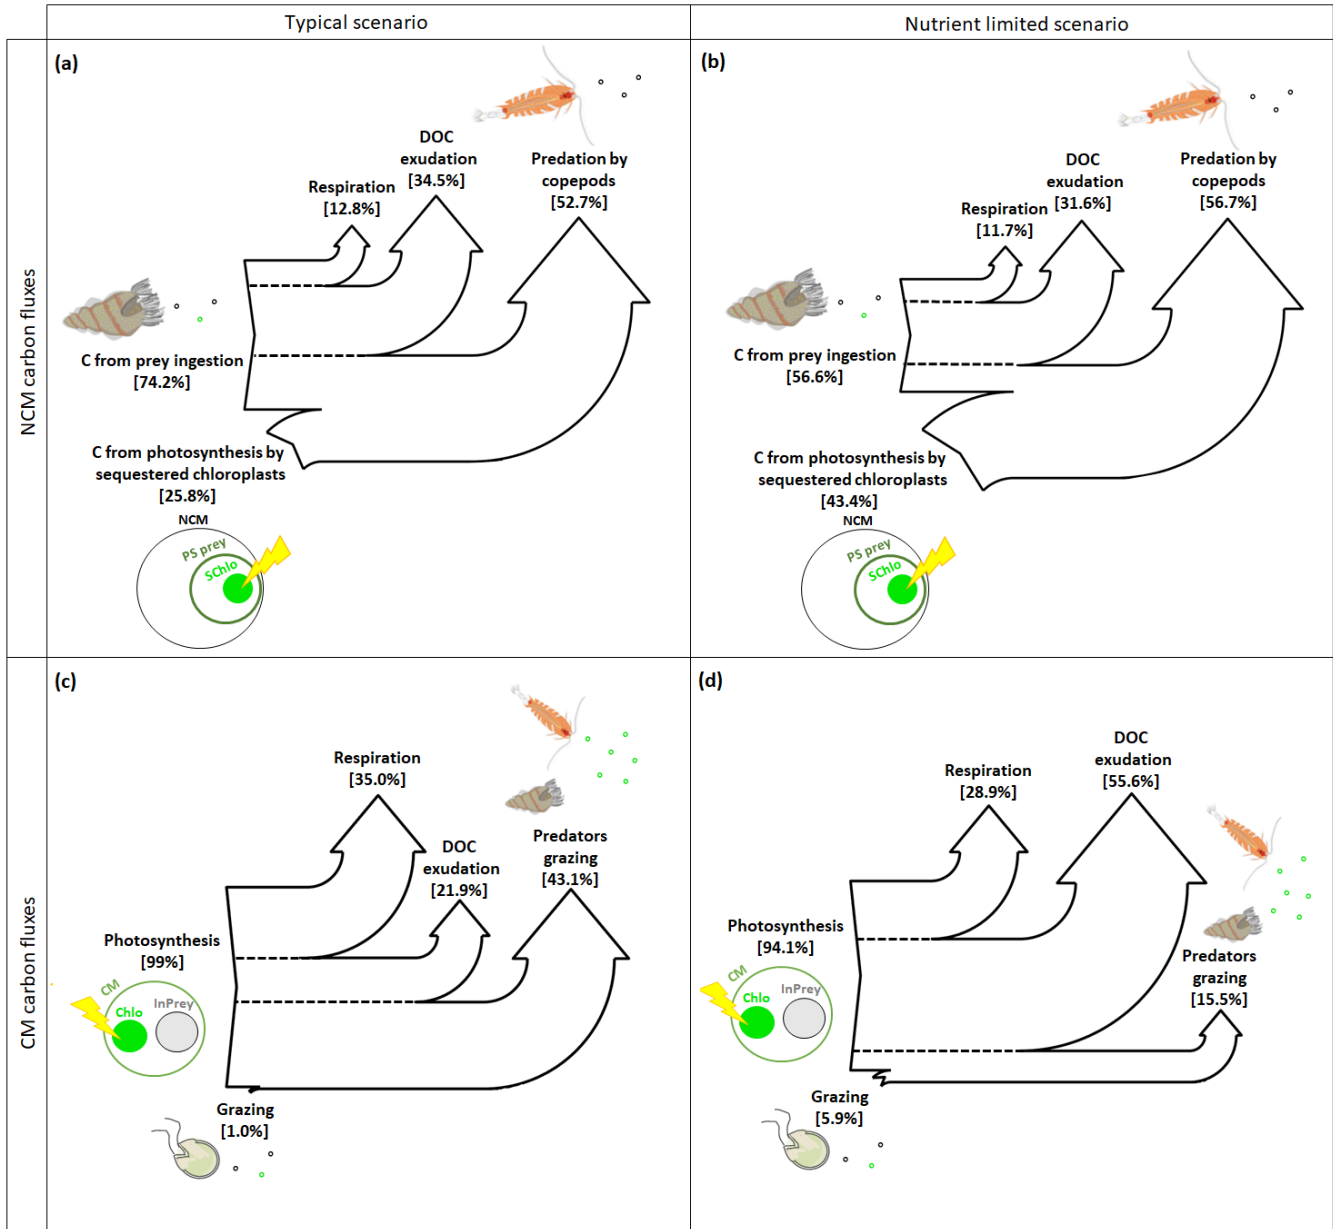 Typical scenario
Nutrient limited scenario
NCM carbon fluxes
(a)
Respiration
[12.8%]
DOC
exudation
[34.5%]
Predation by
copepods
[52.7%]
C from prey ingestion
[74.2%]
C from photosynthesis by
sequestered chloroplasts
[25.8%]
NCM
PS prey
SChlo
(b)
Respiration
[11.7%]
DOC
exudation
[31.6%]
Predation by
copepods
[56.7%]
C from prey ingestion
[56.6%]
C from photosynthesis by
sequestered chloroplasts
[43.4%]
NCM
PS prey
SChlo
CM carbon fluxes
(c)
Respiration
[35.0%]
DOC
exudation
[21.9%]
Predators
grazing
[43.1%]
Photosynthesis
[99%]
CM
Chlo
InPrey
Grazing
[1.0%]
(d)
Respiration
[28.9%]
DOC
exudation
[55.6%]
Predators
grazing
[15.5%]
Photosynthesis
[94.1%]
CM
Chlo
InPrey
Grazing
[5.9%]